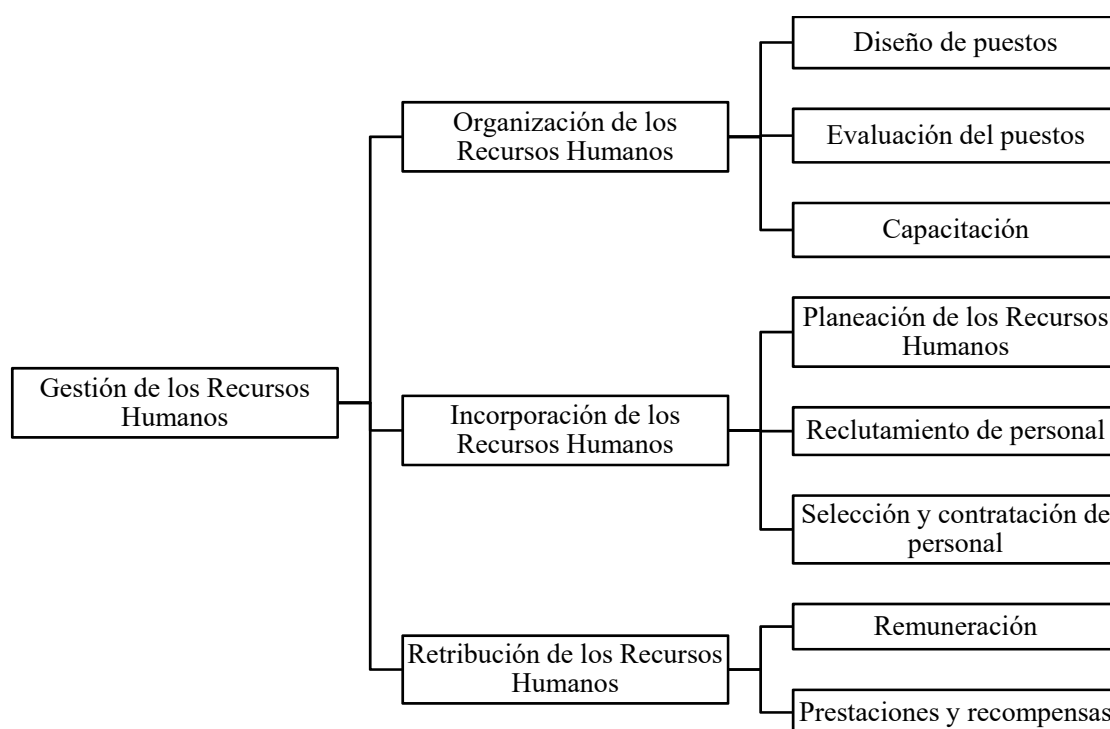 Gestión de los Recursos
Humanos
Organización de los
Recursos Humanos
Diseño de puestos
Evaluación del puestos
Capacitación
Incorporación de los
Recursos Humanos
Planeación de los Recursos
Humanos
Reclutamiento de personal
Selección y contratación de
personal
Retribución de los Recursos
Humanos
Remuneración
Prestaciones y recompensas